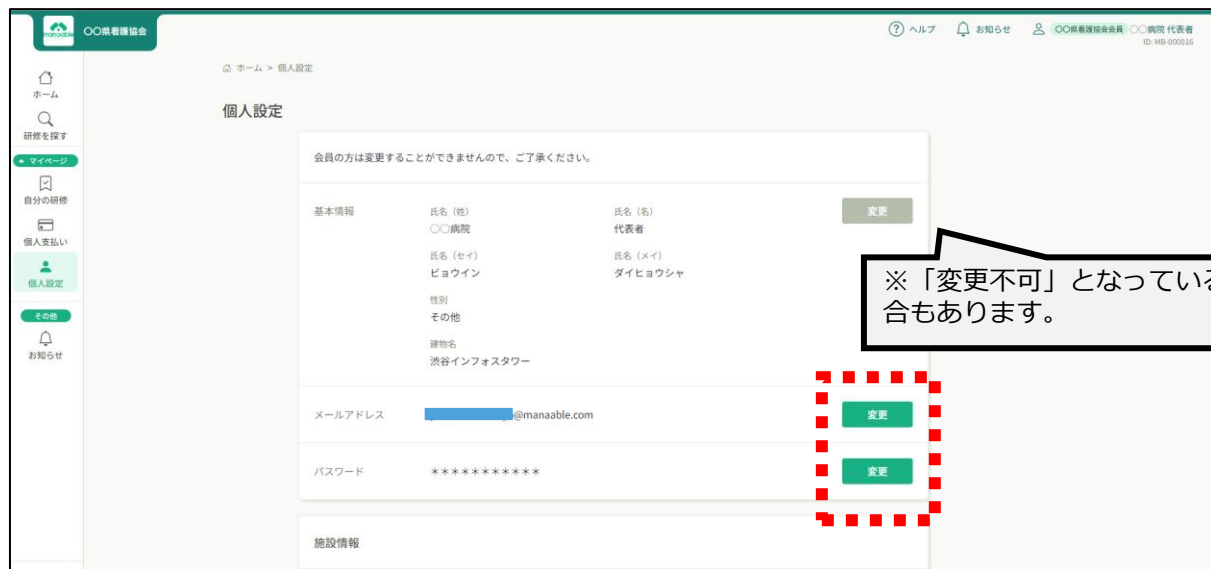 manaable
〇〇県看護協会
ヘルプ
お知らせ
〇〇県看護協会会員 〇〇病院 代表者
ID: MB-000016
ホーム > 個人設定
個人設定
ホーム
研修を探す
マイページ
自分の研修
個人支払い
個人設定
その他
お知らせ
会員の方は変更することができませんので、ご了承ください。
基本情報
氏名（姓） 氏名（名）
〇〇病院 代表者
変更
氏名（セイ） 氏名（メイ）
ビョウイン ダイヒョウシャ
性別
その他
建物名
渋谷インフォスタワー
※「変更不可」となっている
合もあります。
メールアドレス @manaable.com 変更
パスワード ＊＊＊＊＊＊＊＊＊＊＊ 変更
施設情報